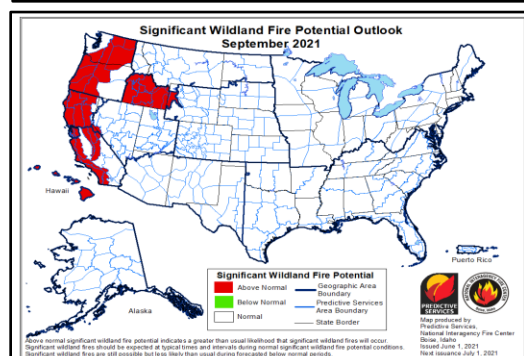 Significant Wildland Fire Potential Outlook
September 2021
Hawaii
Alaska
Puerto Rico
Significant Wildland Fire Potential
Above Normal
Below Normal
Normal
Geographic Area
Boundary
Predictive Services
Area Boundary
State Border
PREDICTIVE
SERVICES
Map produced by
Predictive Services,
National Interagency Fire Center
Boise, Idaho
Issued June 1, 2021
Next issuance July 1, 2021
Above normal significant wildland fire potential indicates a greater than usual likelihood that significant wildland fires will occur.
Significant wildland fires should be expected at typical times and intervals during normal significant wildland fire potential conditions.
Significant wildland fires are still possible but less likely than usual during forecasted below normal periods.